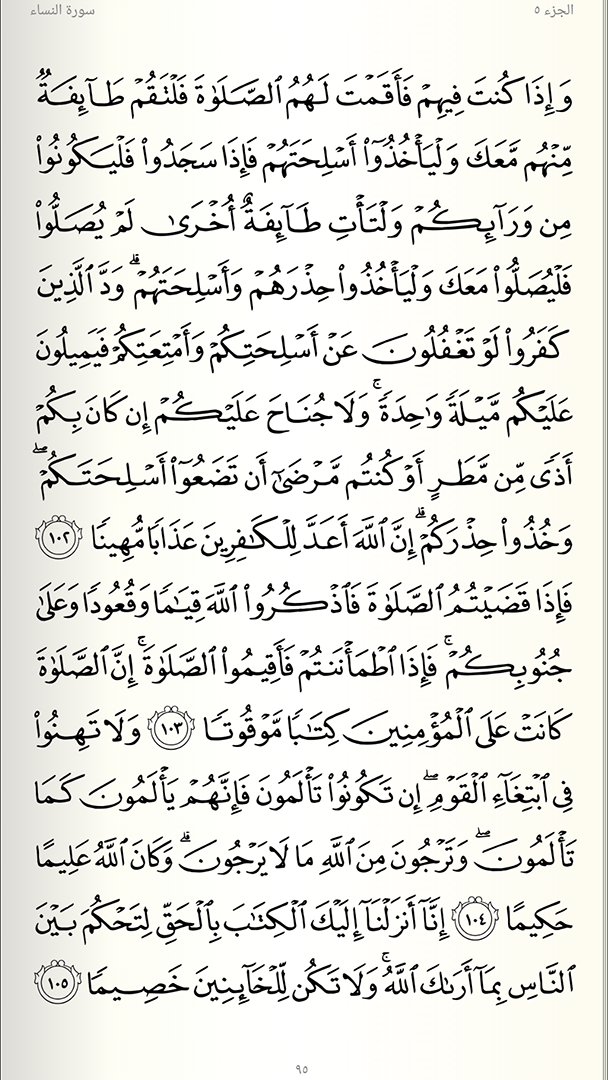 الجزء ٥
سورة النساء
وَإِذَا كُنتَ فِيهِمۡ فَأَقَمۡتَ لَهُمُ ٱلصَّلَوٰةَ فَلۡتَقُمۡ طَآئِفَةٞ
مِّنۡهُم مَّعَكَ وَلۡيَأۡخُذُوٓاْ أَسۡلِحَتَهُمۡۖ فَإِذَا سَجَدُواْ فَلۡيَكُونُواْ
مِن وَرَآئِكُمۡ وَلۡتَأۡتِ طَآئِفَةٌ أُخۡرَىٰ لَمۡ يُصَلُّواْ
فَلۡيُصَلُّواْ مَعَكَ وَلۡيَأۡخُذُواْ حِذۡرَهُمۡ وَأَسۡلِحَتَهُمۡۗ وَدَّ ٱلَّذِينَ
كَفَرُواْ لَوۡ تَغۡفُلُونَ عَنۡ أَسۡلِحَتِكُمۡ وَأَمۡتِعَتِكُمۡ فَيَمِيلُونَ
عَلَيۡكُم مَّيۡلَةٗ وَٰحِدَةٗۚ وَلَا جُنَاحَ عَلَيۡكُمۡ إِن كَانَ بِكُمۡ
أَذٗى مِّن مَّطَرٍ أَوۡ كُنتُم مَّرۡضَىٰٓ أَن تَضَعُوٓاْ أَسۡلِحَتَكُمۡۖ
وَخُذُواْ حِذۡرَكُمۡۗ إِنَّ ٱللَّهَ أَعَدَّ لِلۡكَٰفِرِينَ عَذَابٗا مُّهِينٗا ١٠٢
فَإِذَا قَضَيۡتُمُ ٱلصَّلَوٰةَ فَٱذۡكُرُواْ ٱللَّهَ قِيَٰمٗا وَقُعُودٗا وَعَلَىٰ
جُنُوبِكُمۡۚ فَإِذَا ٱطۡمَأۡنَنتُمۡ فَأَقِيمُواْ ٱلصَّلَوٰةَۚ إِنَّ ٱلصَّلَوٰةَ
كَانَتۡ عَلَى ٱلۡمُؤۡمِنِينَ كِتَٰبٗا مَّوۡقُوتٗا ١٠٣ وَلَا تَهِنُواْ
فِي ٱبۡتِغَآءِ ٱلۡقَوۡمِۖ إِن تَكُونُواْ تَأۡلَمُونَ فَإِنَّهُمۡ يَأۡلَمُونَ كَمَا
تَأۡلَمُونَۖ وَتَرۡجُونَ مِنَ ٱللَّهِ مَا لَا يَرۡجُونَۗ وَكَانَ ٱللَّهُ عَلِيمًا
حَكِيمًا ١٠٤ إِنَّآ أَنزَلۡنَآ إِلَيۡكَ ٱلۡكِتَٰبَ بِٱلۡحَقِّ لِتَحۡكُمَ بَيۡنَ
ٱلنَّاسِ بِمَآ أَرَىٰكَ ٱللَّهُۚ وَلَا تَكُن لِّلۡخَآئِنِينَ خَصِيمٗا ١٠٥
٩٥